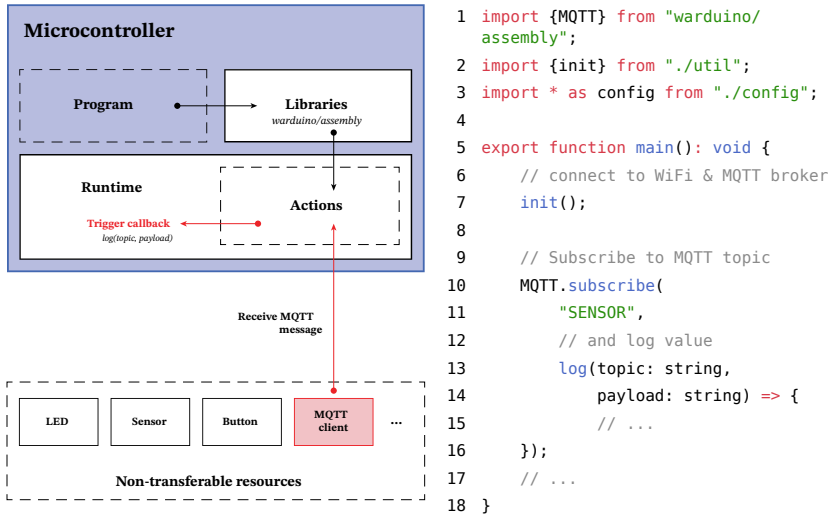 Microcontroller
Program
Libraries
warduino/assembly
Runtime
Actions
Trigger callback
log(topic, payload)
Receive MQTT
message
LED
Sensor
Button
MQTT
client
...
Non-transferable resources
1 import {MQTT} from "warduino/
assembly";
2 import {init} from "./util";
3 import * as config from "./config";
4
5 export function main(): void {
6 // connect to WiFi & MQTT broker
7 init();
8
9 // Subscribe to MQTT topic
10 MQTT.subscribe(
11 "SENSOR",
12 // and log value
13 log(topic: string,
14 payload: string) => {
15 // ...
16 });
17 // ...
18 }